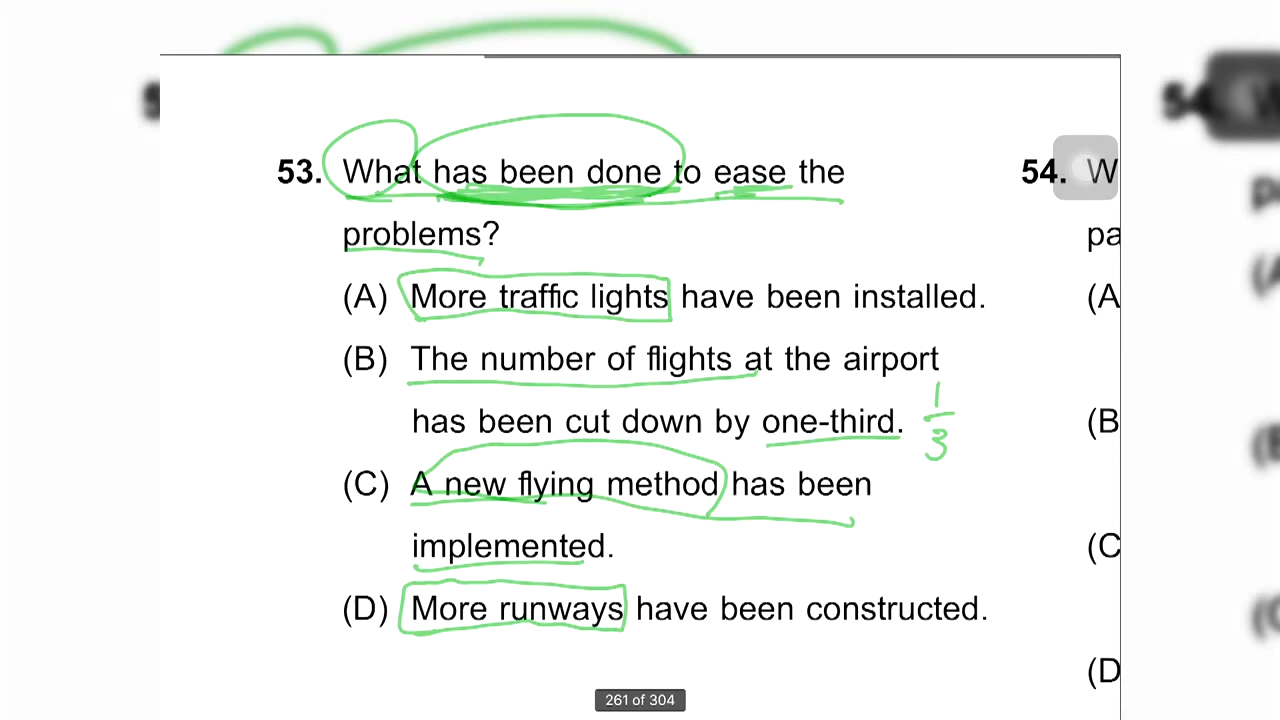 53. What has been done to ease the
problems?
(A) More traffic lights have been installed.
(B) The number of flights at the airport
has been cut down by one-third. 1/3
(C) A new flying method has been
implemented.
(D) More runways have been constructed.
54. W
pa
(A
(B
(C
(D
261 of 304